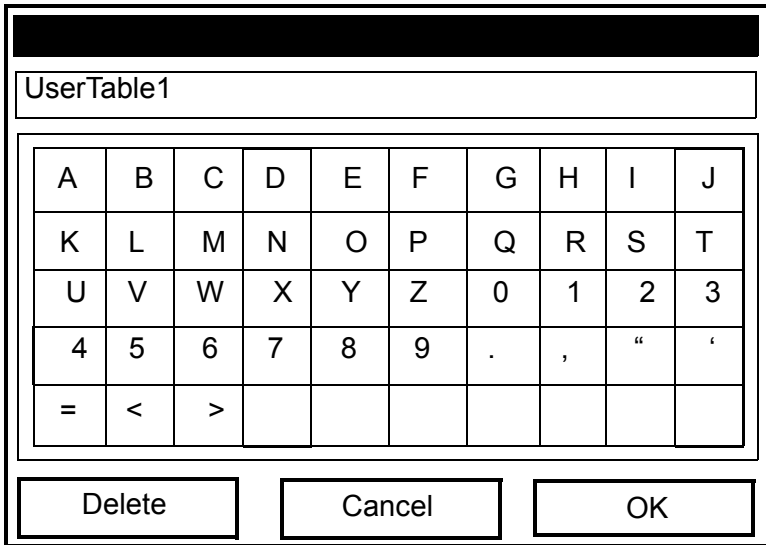 UserTable1
A B C D E F G H I J
K L M N O P Q R S T
U V W X Y Z 0 1 2 3
4 5 6 7 8 9 . , “ ‘
= < >
Delete Cancel OK